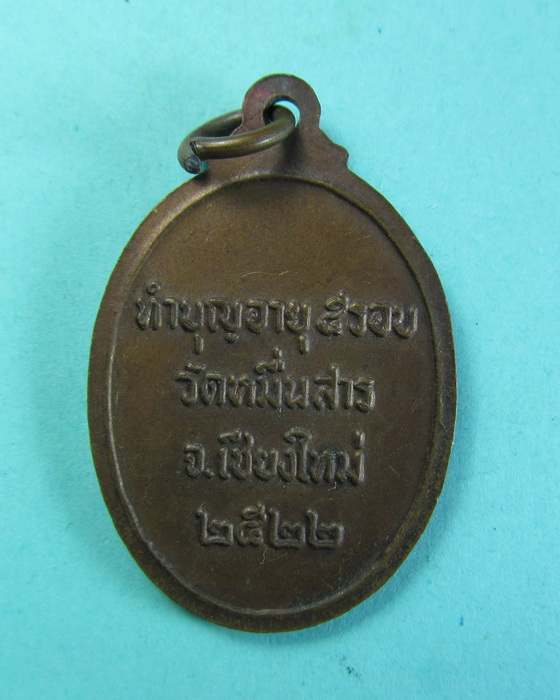 ทำบุญอายุ ๕รอบ
วัดหมื่นสาร
จ.เชียงใหม่
๒๕๒๒